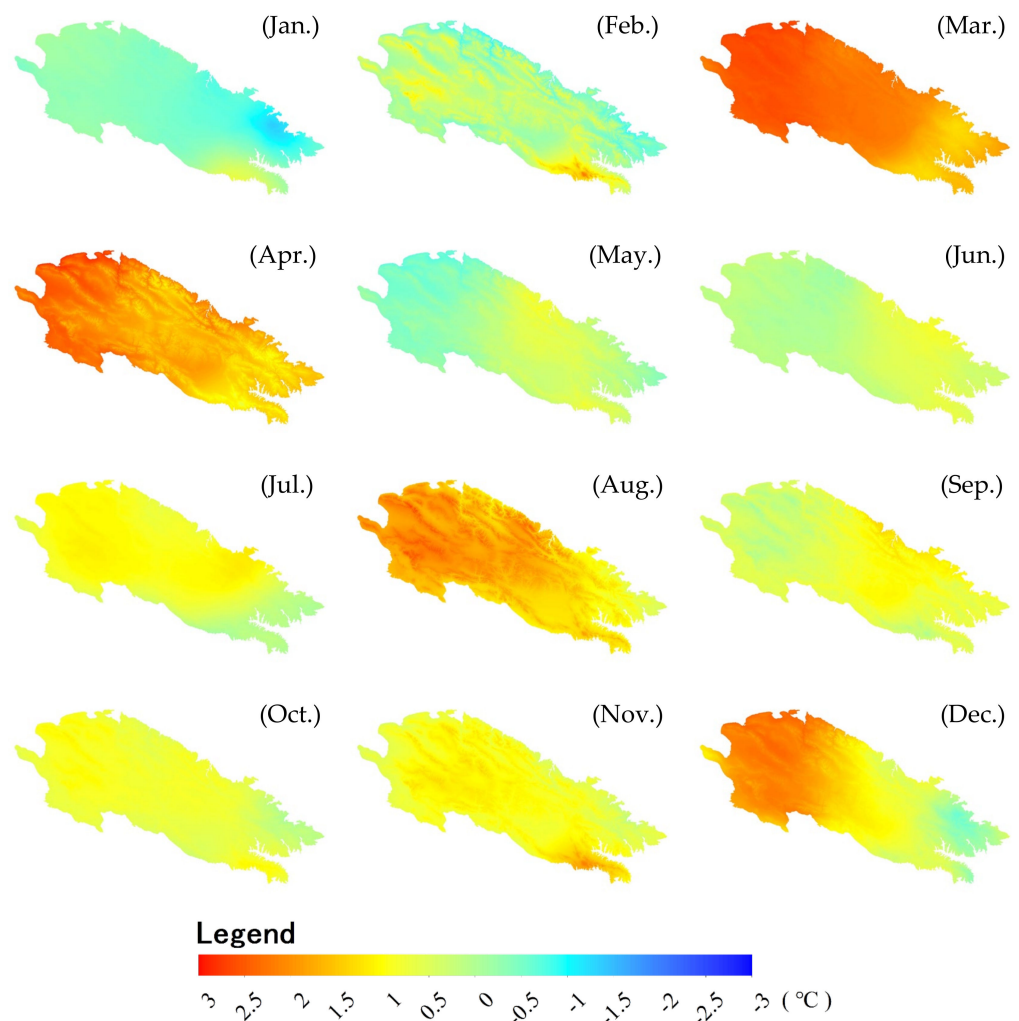 (Jan.)
(Feb.)
(Mar.)
(Apr.)
(May.)
(Jun.)
(Jul.)
(Aug.)
(Sep.)
(Oct.)
(Nov.)
(Dec.)
Legend
3 2.5 2 1.5 1 0.5 0 -0.5 -1 -1.5 -2 -2.5 -3 (℃)